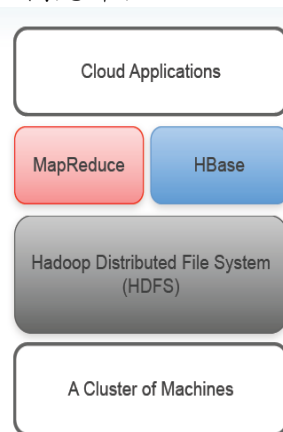 Cloud Applications
MapReduce
HBase
Hadoop Distributed File System
(HDFS)
A Cluster of Machines